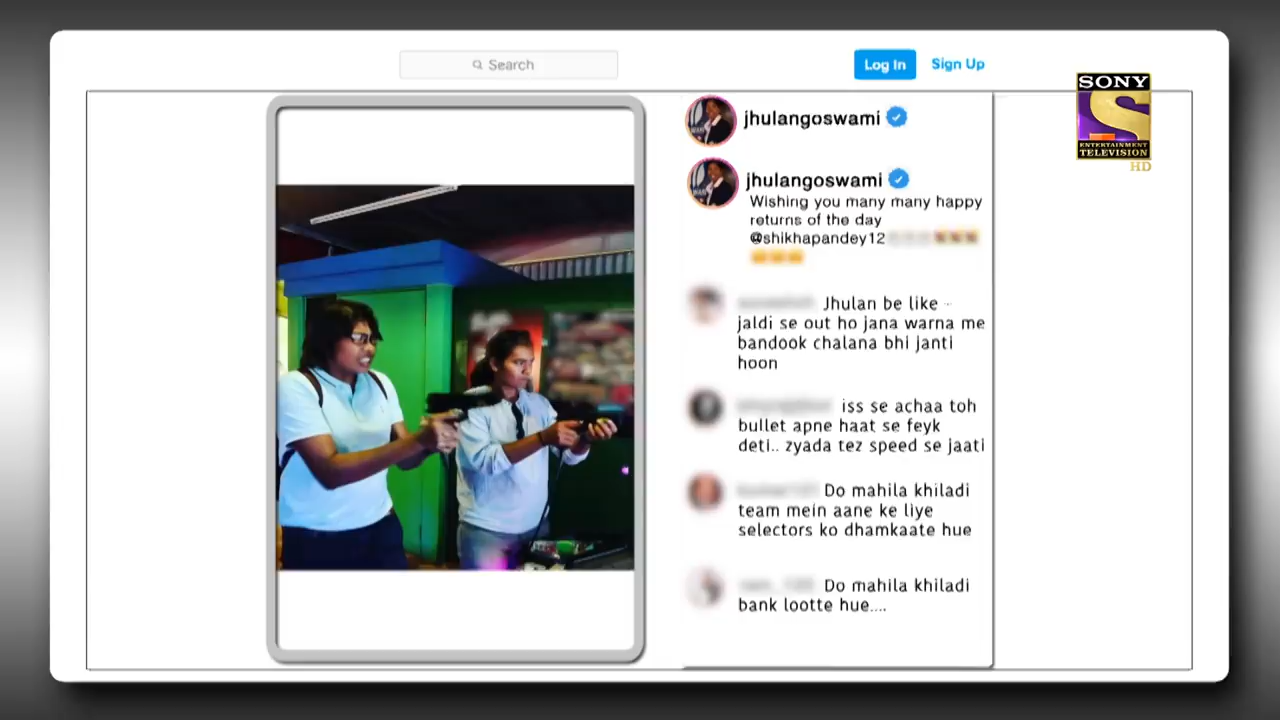 Search
Log In
Sign Up
SONY
ENTERTAINMENT
TELEVISION
HD
jhulangoswami
jhulangoswami
Wishing you many many happy
returns of the day
@shikhapandey12
Jhulan be like
jaldi se out ho jana warna me
bandook chalana bhi janti
hoon
iss se achaa toh
bullet apne haat se feyk
deti.. zyada tez speed se jaati
Do mahila khiladi
team mein aane ke liye
selectors ko dhamkaate hue
Do mahila khiladi
bank lootte hue....